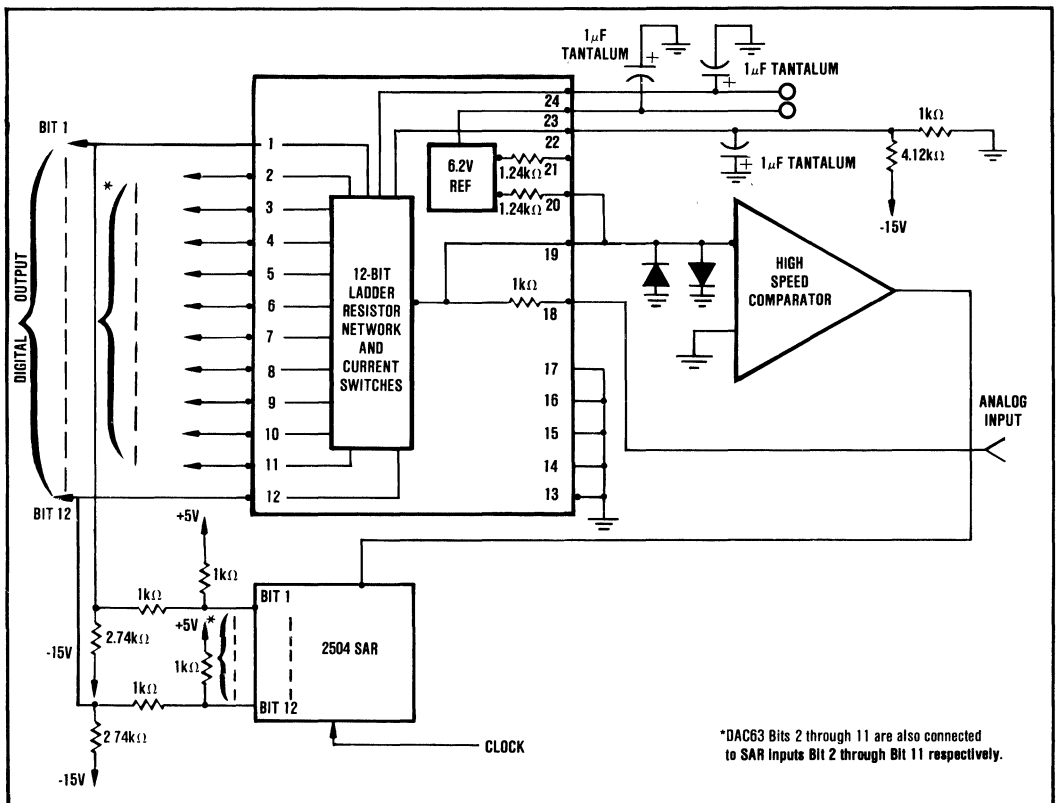 1μF
TANTALUM
+
+
1μF TANTALUM
24
23
22
21
20
19
18
17
16
15
14
13
BIT 1
BIT 12
DIGITAL OUTPUT
*
1
2
3
4
5
6
7
8
9
10
11
12
6.2V
REF
1.24kΩ
1.24kΩ
12-BIT
LADDER
RESISTOR
NETWORK
AND
CURRENT
SWITCHES
1kΩ
+
1μF TANTALUM
1kΩ
4.12kΩ
-15V
HIGH
SPEED
COMPARATOR
ANALOG
INPUT
+5V
1kΩ
1kΩ
+5V
*
1kΩ
2.74kΩ
-15V
1kΩ
2 74kΩ
-15V
BIT 1
2504 SAR
BIT 12
CLOCK
*DAC63 Bits 2 through 11 are also connected
to SAR Inputs Bit 2 through Bit 11 respectively.